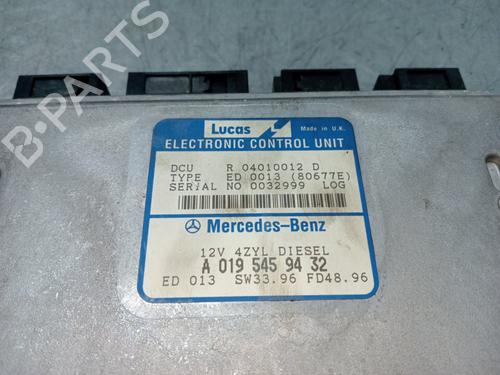 Lucas
Made in U.K.
ELECTRONIC CONTROL UNIT
DCU R 04010012 D
TYPE ED 0013 (80677E)
SERIAL NO 0032999 LOG
Mercedes-Benz
12V 4ZYL DIESEL
A 019 545 94 32
ED 013 SW33.96 FD48.96
B-PARTS